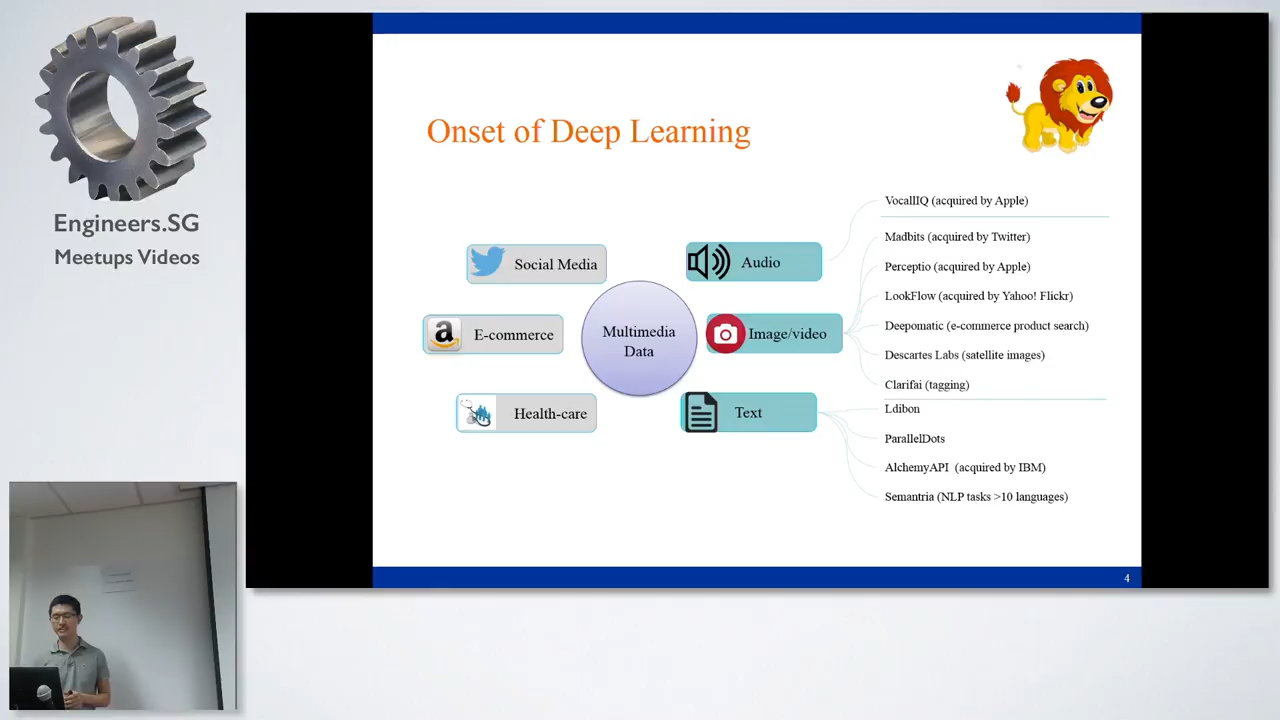 Engineers.SG
Meetups Videos
Onset of Deep Learning
Social Media
E-commerce
Health-care
Multimedia
Data
Audio
Image/video
Text
VocallIQ (acquired by Apple)
Madbits (acquired by Twitter)
Perceptio (acquired by Apple)
LookFlow (acquired by Yahoo! Flickr)
Deepomatic (e-commerce product search)
Descartes Labs (satellite images)
Clarifai (tagging)
Ldibon
ParallelDots
AlchemyAPI (acquired by IBM)
Semantria (NLP tasks >10 languages)
4